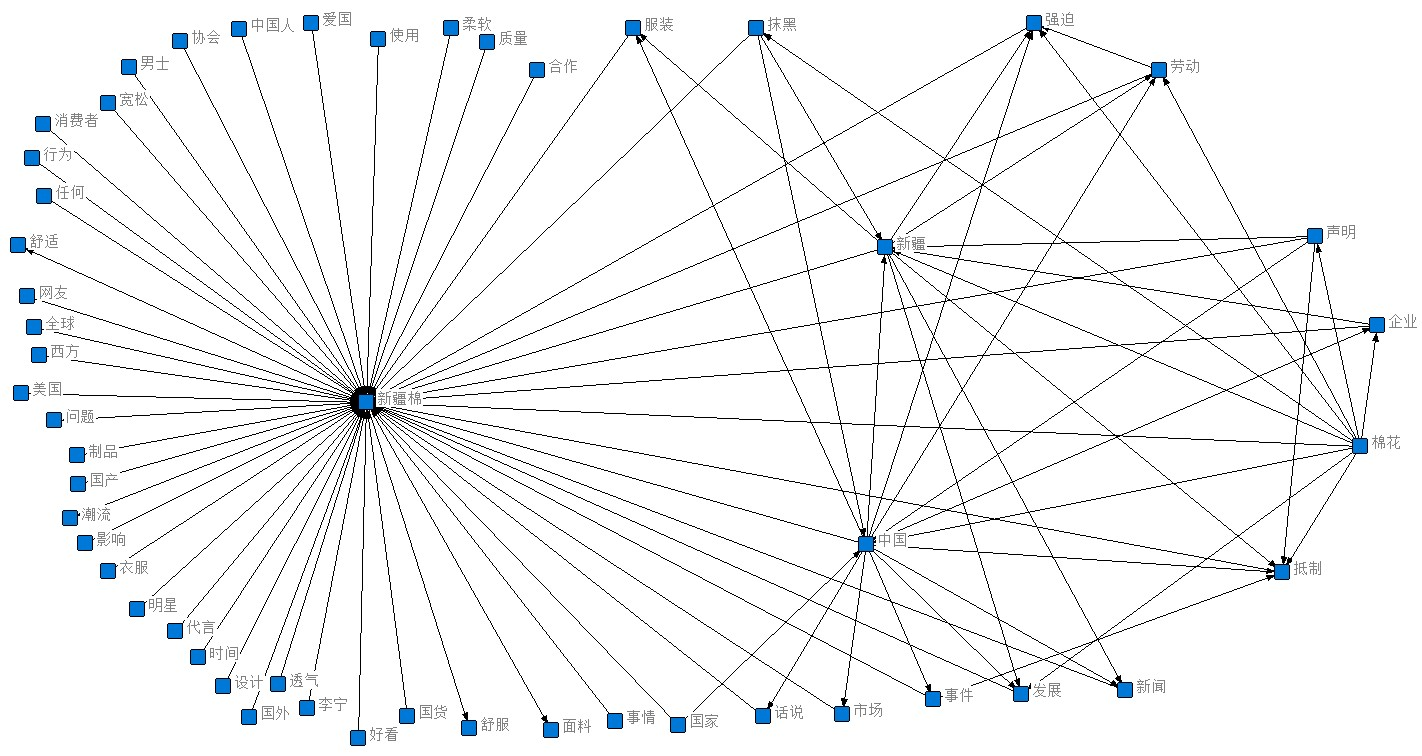 协会
中国人
爱国
使用
柔软
质量
合作
服装
抹黑
强迫
劳动
男士
宽松
消费者
行为
任何
舒适
网友
全球
西方
美国
问题
制品
国产
潮流
影响
衣服
明星
代言
时间
设计
国外
透气
李宁
好看
国货
舒服
面料
事情
国家
话说
市场
事件
发展
新闻
新疆棉
新疆
中国
声明
企业
棉花
抵制